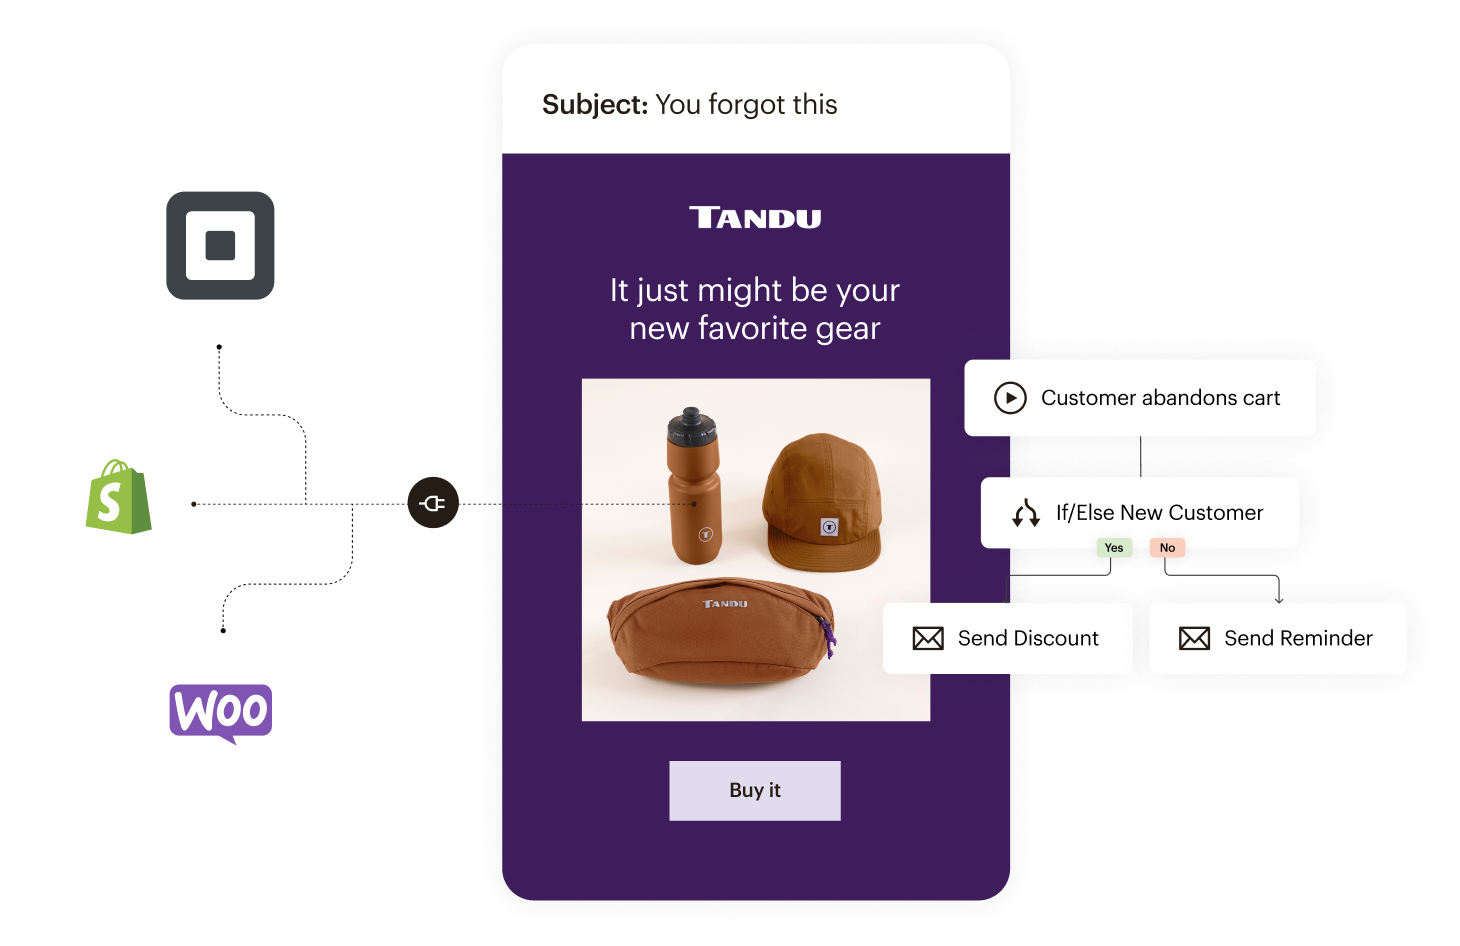 Subject: You forgot this
TANDU
It just might be your
new favorite gear
Customer abandons cart
S
If/Else New Customer
T
T
Yes
No
TANDU
Send Discount
Send Reminder
Woo
Buy it